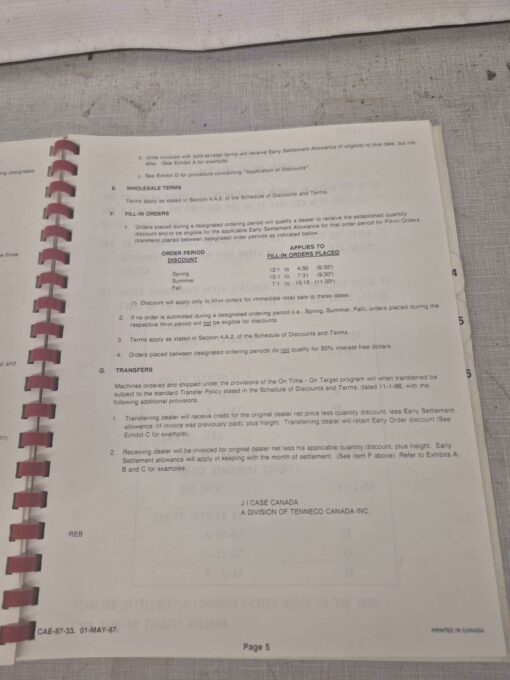 b. Units invoiced with sold-at-retail terms will receive Early Settlement Allowance (if eligible) to due date, but not
after. (See Exhibit A for example)
c. See Exhibit D for procedure concerning "Application of Discounts".
E. WHOLESALE TERMS
Terms apply as stated in Section 4.A.2. of the Schedule of Discounts and Terms.
F. FILL-IN ORDERS
Orders placed during a designated ordering period will qualify a dealer to receive the established quantity
discount and/or be eligible for the applicable Early Settlement Allowance for that order period for Fill-in Orders
(transfers) placed between designated order periods as indicated below.
ORDER PERIOD
DISCOUNT
APPLIES TO
FILL-IN ORDERS PLACED
Spring 12/1 to 4/30 (6/30*)
Summer 10/1 to 7/31 (9/30*)
Fall 7/1 to 10/15 (11/30*)
(*) Discount will apply only to fill-in orders for immediate retail sale to these dates.
2. If no order is submitted during a designated ordering period (i.e., Spring, Summer, Fall), orders placed during the
respective fill-in period will not be eligible for discounts.
3. Terms apply as stated in Section 4.A.2. of the Schedule of Discounts and Terms.
4. Orders placed between designated ordering periods do not qualify for 50% interest free dollars.
G. TRANSFERS
Machines ordered and shipped under the provisions of the On Time - On Target program will when transferred be
subject to the standard Transfer Policy stated in the Schedule of Discounts and Terms, dated 11-1-86, with the
following additional provisions.
1. Transferring dealer will receive credit for the original dealer net price less quantity discount, less Early Settlement
allowance, if invoice was previously paid, plus freight. Transferring dealer will retain Early Order discount (See
Exhibit C for example).
2. Receiving dealer will be invoiced for original dealer net less his applicable quantity discount, plus freight. Early
Settlement allowance will apply in keeping with the month of settlement. (See item F above). Refer to Exhibits A,
B and C for examples.
J I CASE CANADA
A DIVISION OF TENNECO CANADA INC.
REB
CAE-87-33. 01-MAY-87.
PRINTED IN CANADA
Page 5
4
5